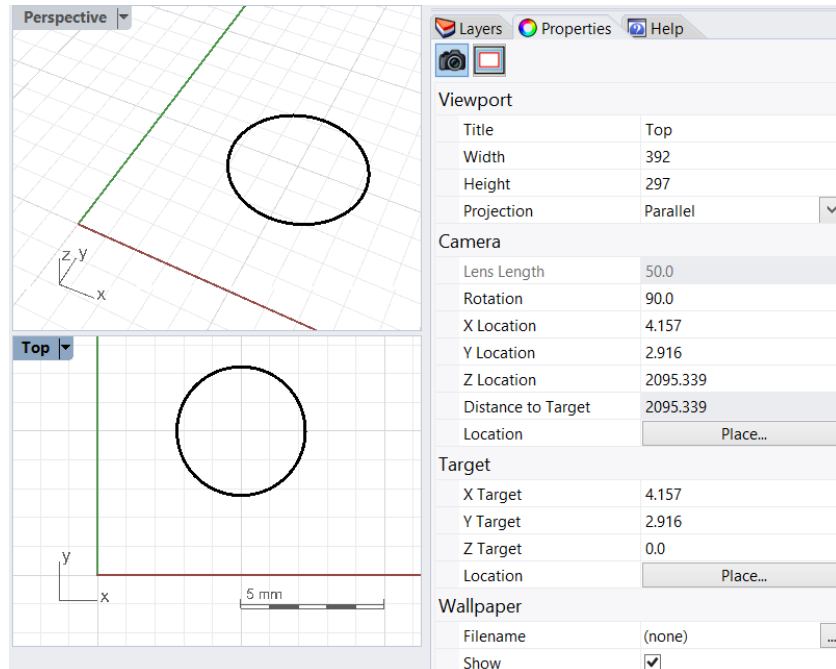 Perspective
z y
x
Top
y
x
5 mm
Layers Properties Help
Viewport
Title Top
Width 392
Height 297
Projection Parallel
Camera
Lens Length 50.0
Rotation 90.0
X Location 4.157
Y Location 2.916
Z Location 2095.339
Distance to Target 2095.339
Location Place...
Target
X Target 4.157
Y Target 2.916
Z Target 0.0
Location Place...
Wallpaper
Filename (none) ...
Show